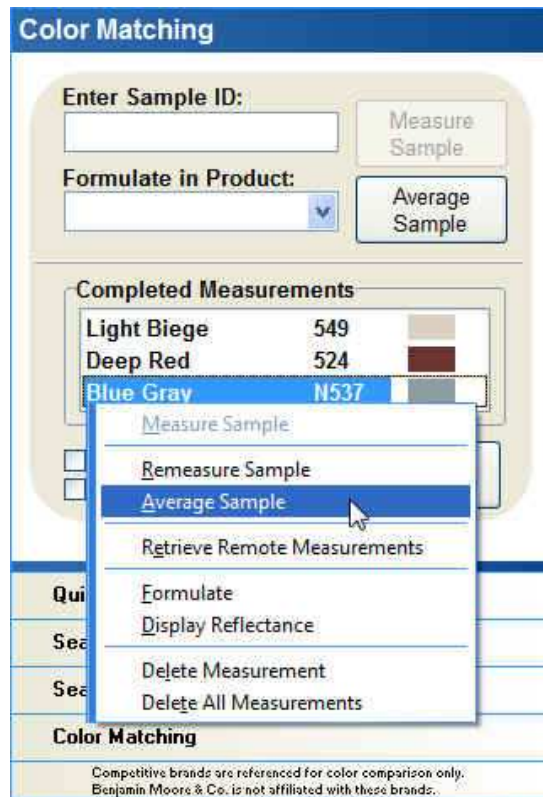 Color Matching
Enter Sample ID:
Measure
Sample
Formulate in Product:
Average
Sample
Completed Measurements
Light Biege 549
Deep Red 524
Blue Gray N537
Measure Sample
Remeasure Sample
Average Sample
Retrieve Remote Measurements
Formulate
Display Reflectance
Delete Measurement
Delete All Measurements
Qui
Sea
Sea
Color Matching
Competitive brands are referenced for color comparison only.
Benjamin Moore & Co. is not affiliated with these brands.